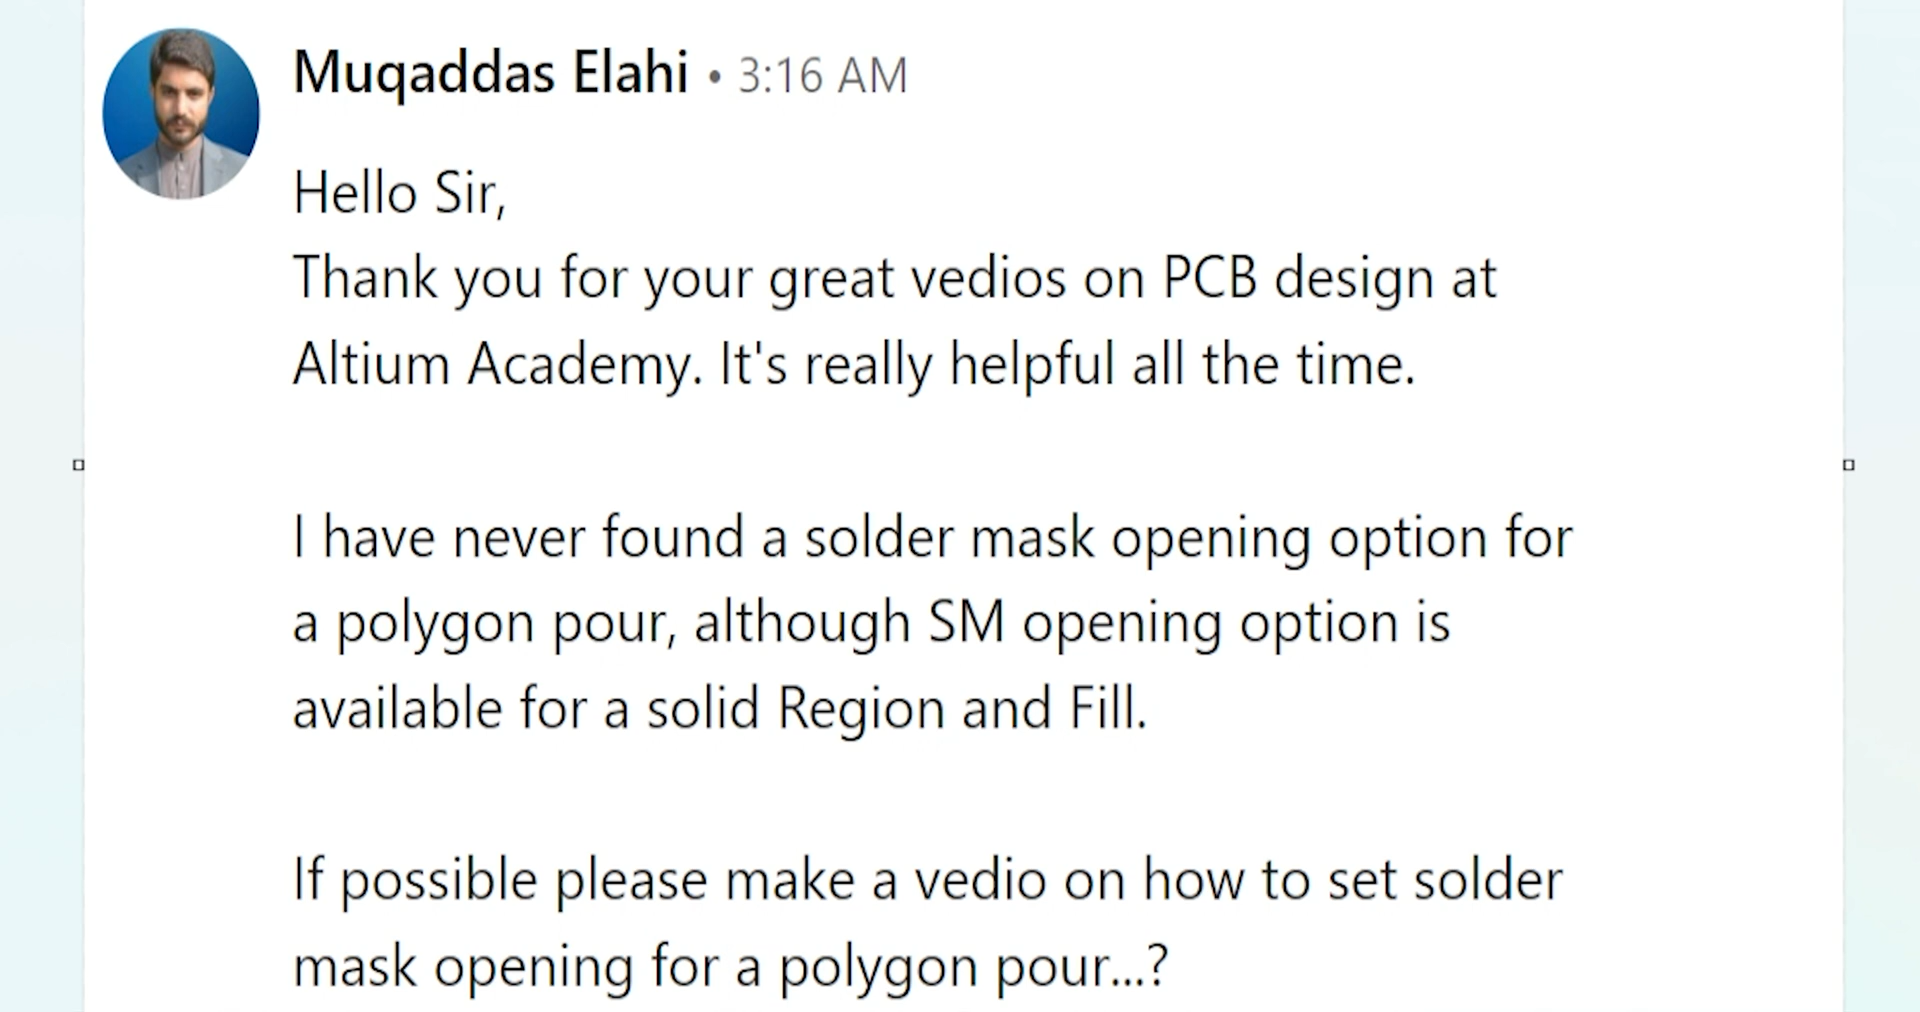 Muqaddas Elahi • 3:16 AM
Hello Sir,
Thank you for your great vedios on PCB design at
Altium Academy. It's really helpful all the time.
I have never found a solder mask opening option for
a polygon pour, although SM opening option is
available for a solid Region and Fill.
If possible please make a vedio on how to set solder
mask opening for a polygon pour...?